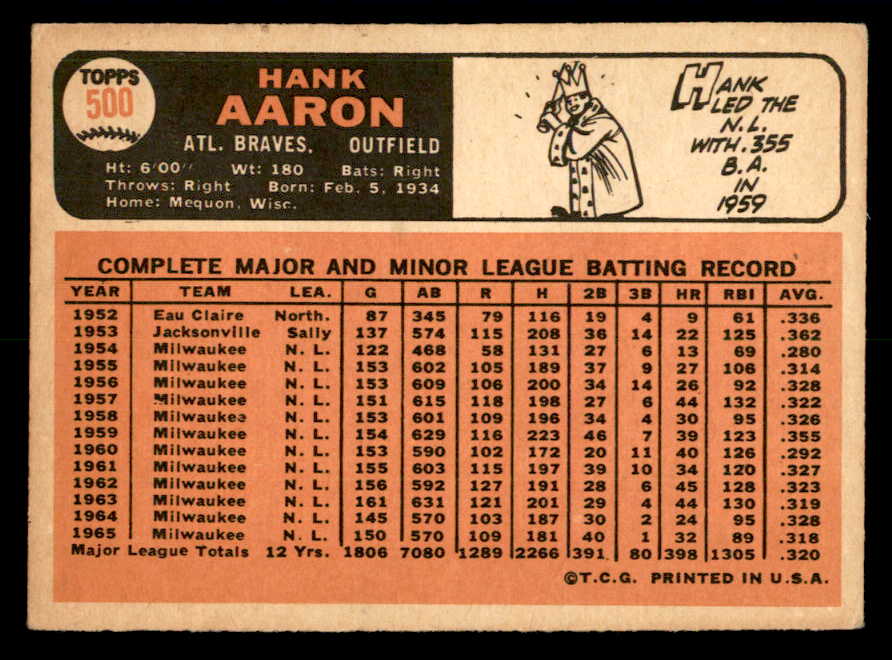 TOPPS
500
HANK
AARON
ATL. BRAVES, OUTFIELD
Ht: 6'00" Wt: 180 Bats: Right
Throws: Right Born: Feb. 5, 1934
Home: Mequon, Wisc.
HANK
LED THE
N.L.
WITH .355
B.A.
IN
1959
COMPLETE MAJOR AND MINOR LEAGUE BATTING RECORD
YEAR TEAM LEA. G AB R H 2B 3B HR RBI AVG.
1952 Eau Claire North. 87 345 79 116 19 4 9 61 .336
1953 Jacksonville Sally 137 574 115 208 36 14 22 125 .362
1954 Milwaukee N. L. 122 468 58 131 27 6 13 69 .280
1955 Milwaukee N. L. 153 602 105 189 37 9 27 106 .314
1956 Milwaukee N. L. 153 609 106 200 34 14 26 92 .328
1957 Milwaukee N. L. 151 615 118 198 27 6 44 132 .322
1958 Milwaukee N. L. 153 601 109 196 34 4 30 95 .326
1959 Milwaukee N. L. 154 629 116 223 46 7 39 123 .355
1960 Milwaukee N. L. 153 590 102 172 20 11 40 126 .292
1961 Milwaukee N. L. 155 603 115 197 39 10 34 120 .327
1962 Milwaukee N. L. 156 592 127 191 28 6 45 128 .323
1963 Milwaukee N. L. 161 631 121 201 29 4 44 130 .319
1964 Milwaukee N. L. 145 570 103 187 30 2 24 95 .328
1965 Milwaukee N. L. 150 570 109 181 40 1 32 89 .318
Major League Totals 12 Yrs. 1806 7080 1289 2266 391 80 398 1305 .320
©T.C.G. PRINTED IN U.S.A.